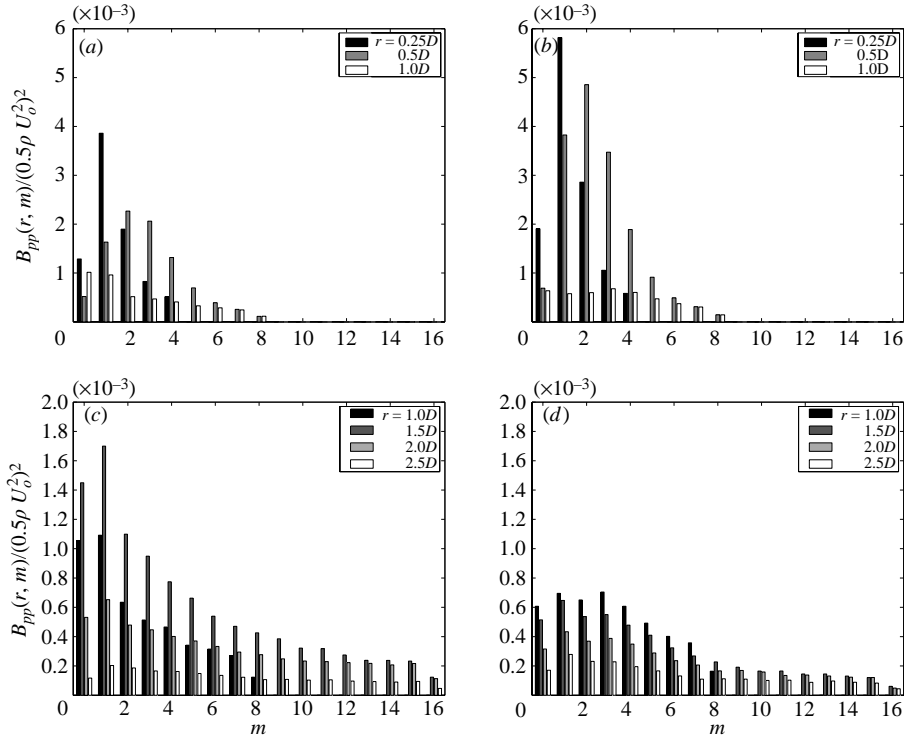 (×10⁻³) (×10⁻³)
6 (a) r = 0.25D 0.5D 1.0D
5
4
3
2
1
0 2 4 6 8 10 12 14 16
B_pp(r, m)/(0.5ρ U_o²)²
6 (b) r = 0.25D 0.5D 1.0D
5
4
3
2
1
0 2 4 6 8 10 12 14 16
(×10⁻³) (×10⁻³)
2.0 (c) r = 1.0D 1.5D 2.0D 2.5D
1.8
1.6
1.4
1.2
1.0
0.8
0.6
0.4
0.2
0 2 4 6 8 10 12 14 16
B_pp(r, m)/(0.5ρ U_o²)²
m
2.0 (d) r = 1.0D 1.5D 2.0D 2.5D
1.8
1.6
1.4
1.2
1.0
0.8
0.6
0.4
0.2
0 2 4 6 8 10 12 14 16
m